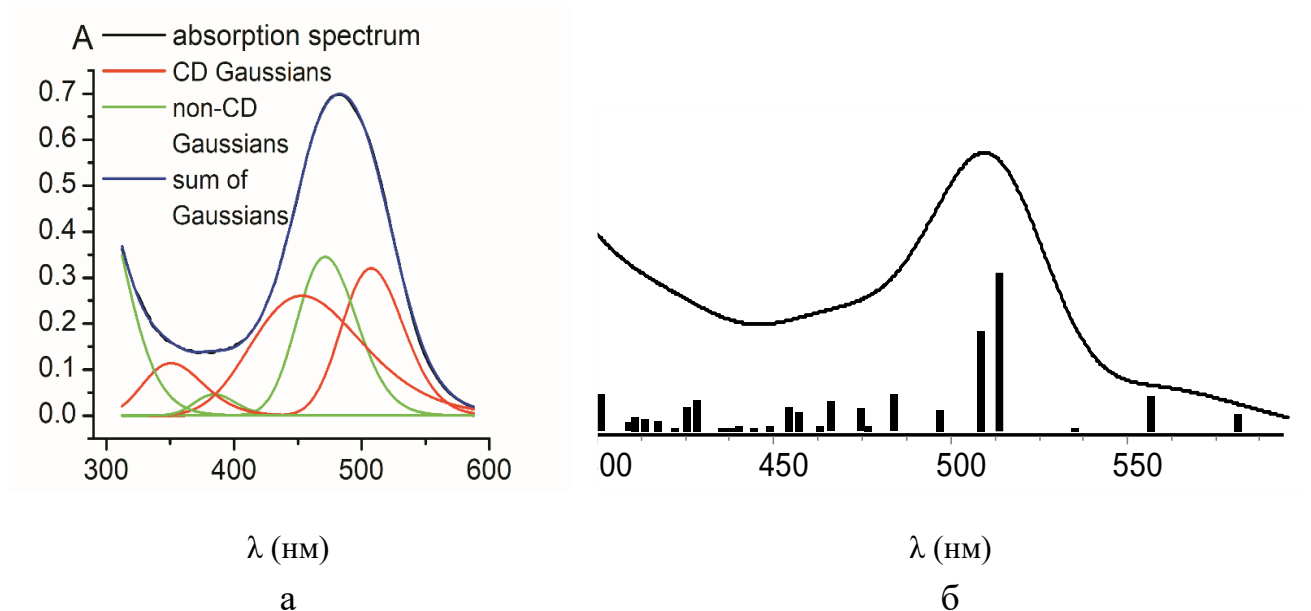 A
absorption spectrum
CD Gaussians
non-CD
Gaussians
sum of
Gaussians
0.7
0.6
0.5
0.4
0.3
0.2
0.1
0.0
300 400 500 600
00 450 500 550
λ (нм) λ (нм)
а б